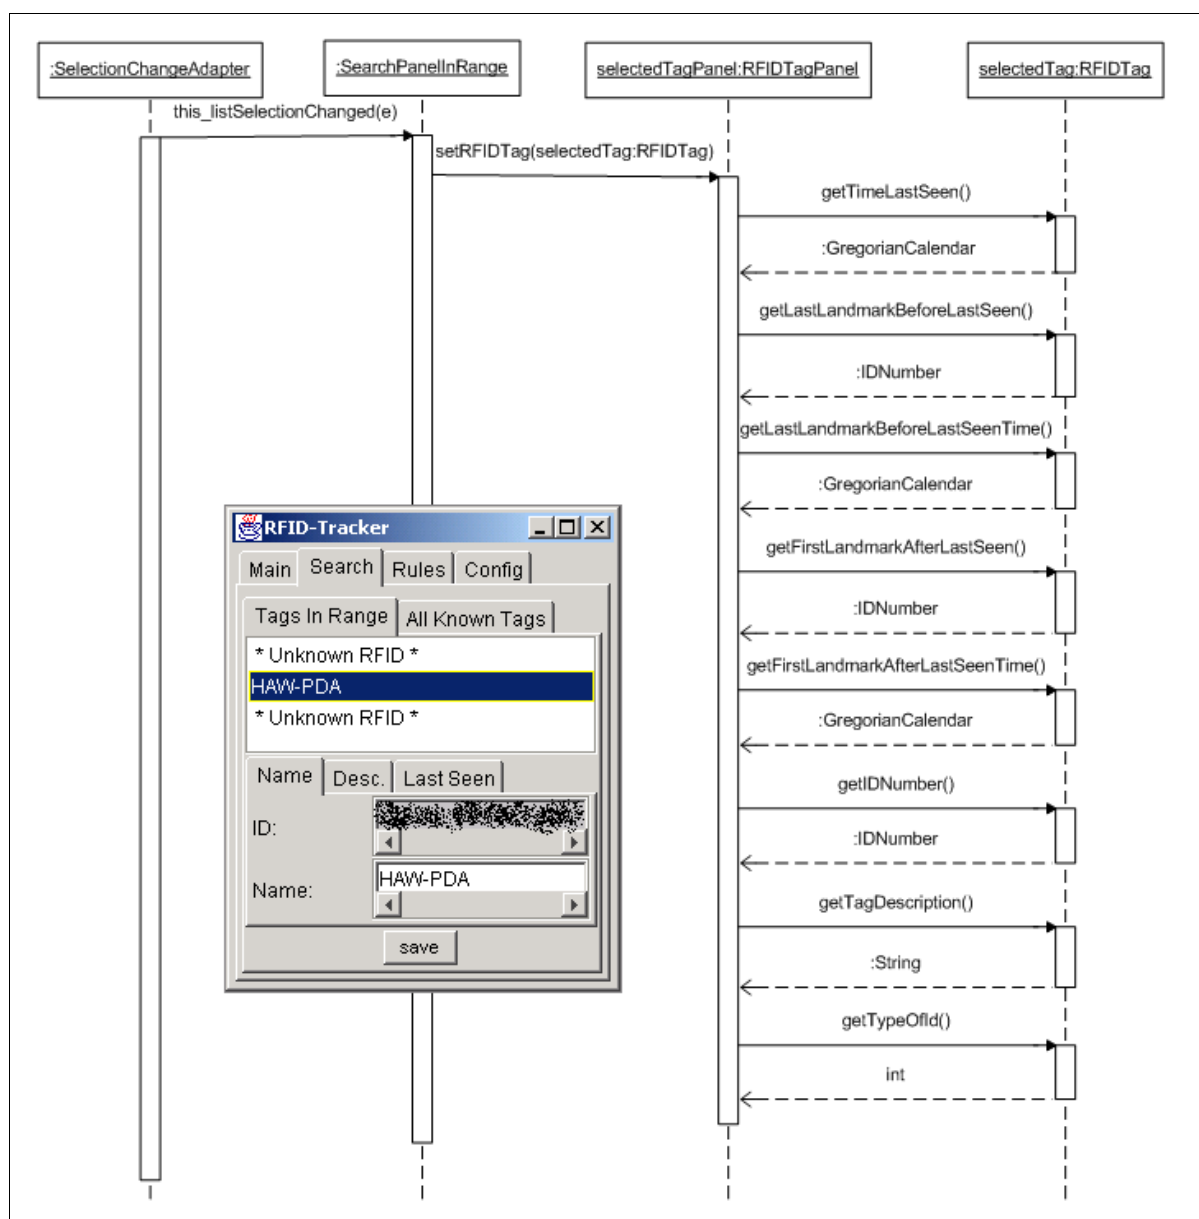 :SelectionChangeAdapter
:SearchPanelInRange
selectedTagPanel:RFIDTagPanel
selectedTag:RFIDTag
this_listSelectionChanged(e)
setRFIDTag(selectedTag:RFIDTag)
getTimeLastSeen()
:GregorianCalendar
getLastLandmarkBeforeLastSeen()
:IDNumber
getLastLandmarkBeforeLastSeenTime()
:GregorianCalendar
getFirstLandmarkAfterLastSeen()
:IDNumber
getFirstLandmarkAfterLastSeenTime()
:GregorianCalendar
getIDNumber()
:IDNumber
getTagDescription()
:String
getTypeOfId()
int
RFID-Tracker
Main Search Rules Config
Tags In Range All Known Tags
* Unknown RFID *
HAW-PDA
* Unknown RFID *
Name Desc. Last Seen
ID:
Name: HAW-PDA
save